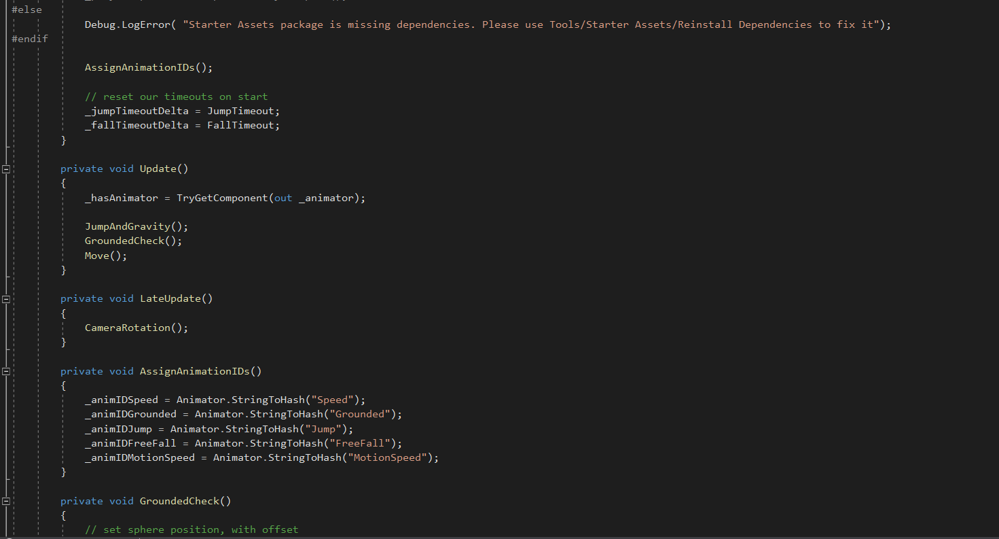 #else
Debug.LogError( "Starter Assets package is missing dependencies. Please use Tools/Starter Assets/Reinstall Dependencies to fix it");
#endif
AssignAnimationIDs();
// reset our timeouts on start
_jumpTimeoutDelta = JumpTimeout;
_fallTimeoutDelta = FallTimeout;
}
private void Update()
{
_hasAnimator = TryGetComponent(out _animator);
JumpAndGravity();
GroundedCheck();
Move();
}
private void LateUpdate()
{
CameraRotation();
}
private void AssignAnimationIDs()
{
_animIDSpeed = Animator.StringToHash("Speed");
_animIDGrounded = Animator.StringToHash("Grounded");
_animIDJump = Animator.StringToHash("Jump");
_animIDFreeFall = Animator.StringToHash("FreeFall");
_animIDMotionSpeed = Animator.StringToHash("MotionSpeed");
}
private void GroundedCheck()
{
// set sphere position, with offset